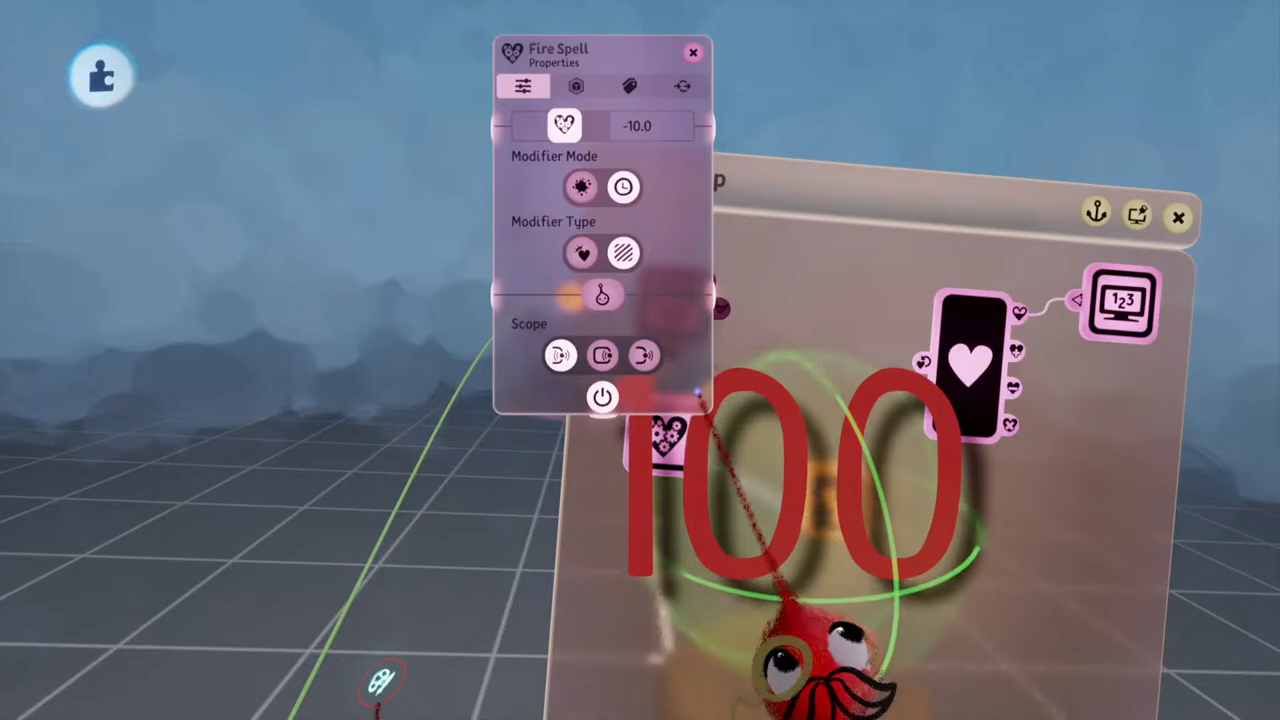 Fire Spell
Properties
-10.0
Modifier Mode
p
Modifier Type
123
Scope
100